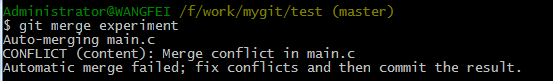 Administrator@WANGFEI /f/work/mygit/test (master)
$ git merge experiment
Auto-merging main.c
CONFLICT (content): Merge conflict in main.c
Automatic merge failed; fix conflicts and then commit the result.